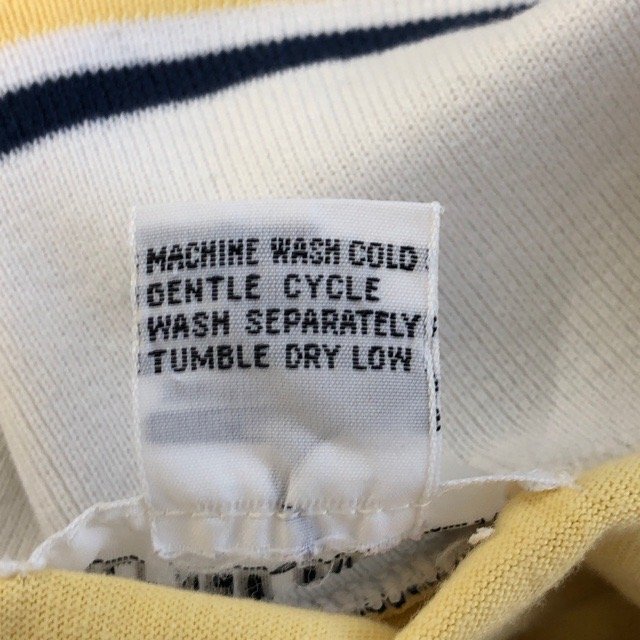 MACHINE WASH COLD
GENTLE CYCLE
WASH SEPARATELY
TUMBLE DRY LOW